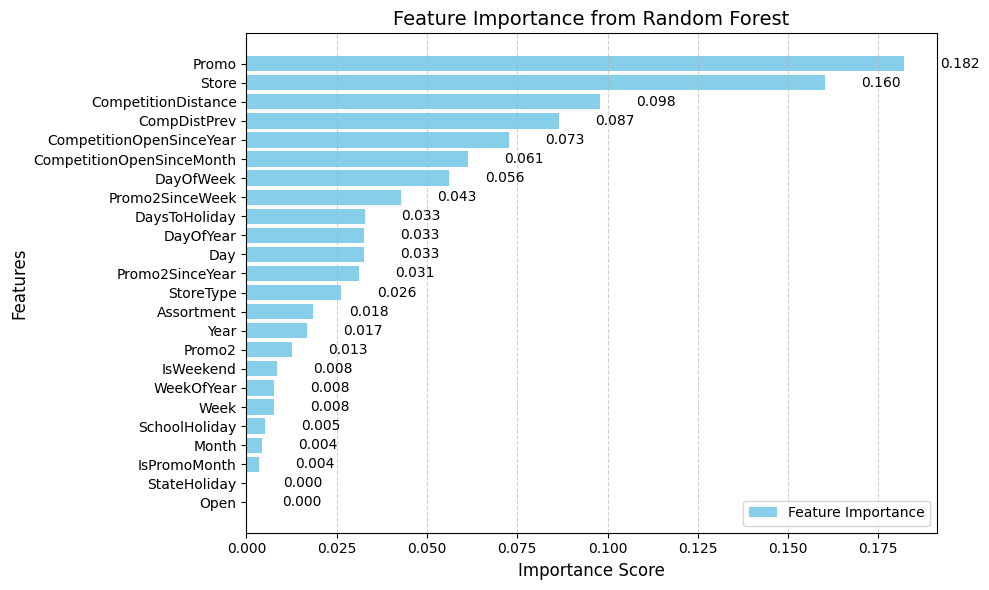 Feature Importance from Random Forest
Features
Promo 0.182
Store 0.160
CompetitionDistance 0.098
CompDistPrev 0.087
CompetitionOpenSinceYear 0.073
CompetitionOpenSinceMonth 0.061
DayOfWeek 0.056
Promo2SinceWeek 0.043
DaysToHoliday 0.033
DayOfYear 0.033
Day 0.033
Promo2SinceYear 0.031
StoreType 0.026
Assortment 0.018
Year 0.017
Promo2 0.013
IsWeekend 0.008
WeekOfYear 0.008
Week 0.008
SchoolHoliday 0.005
Month 0.004
IsPromoMonth 0.004
StateHoliday 0.000
Open 0.000
Feature Importance
0.000 0.025 0.050 0.075 0.100 0.125 0.150 0.175
Importance Score